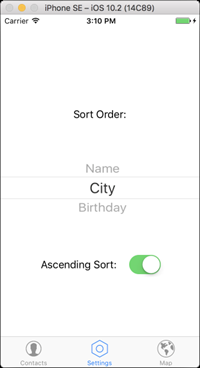 iPhone SE – iOS 10.2 (14C89)
Carrier 3:10 PM
Sort Order:
Name
City
Birthday
Ascending Sort:
Contacts Settings Map